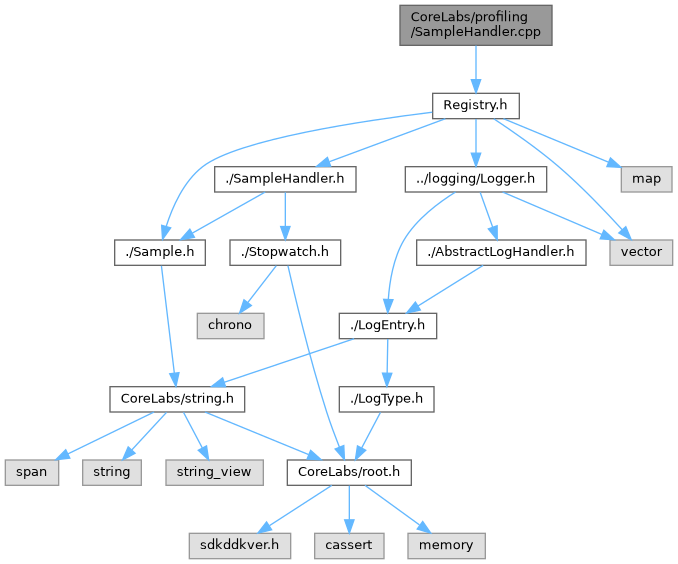 CoreLabs/profiling
/SampleHandler.cpp
Registry.h
./SampleHandler.h
../logging/Logger.h
map
./Sample.h
./Stopwatch.h
./AbstractLogHandler.h
vector
chrono
./LogEntry.h
CoreLabs/string.h
./LogType.h
span
string
string_view
CoreLabs/root.h
sdkddkver.h
cassert
memory